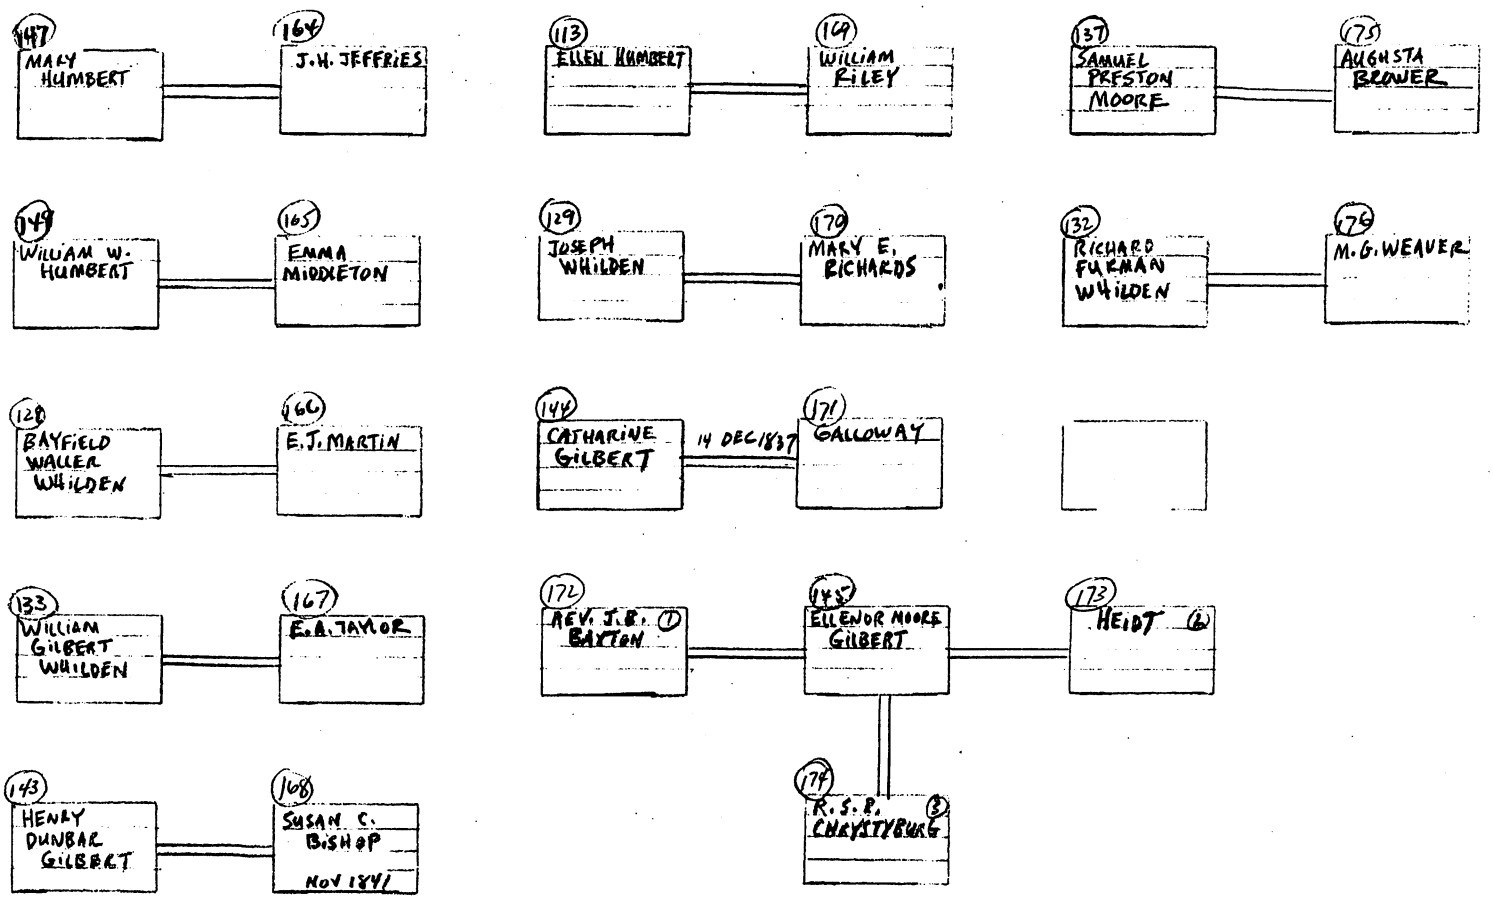 147
MARY
HUMBERT
164
J.H. JEFFRIES
113
ELLEN HUMBERT
169
WILLIAM
RILEY
137
SAMUEL
PRESTON
MOORE
175
AUGUSTA
BROWER
149
WILLIAM W.
HUMBERT
165
EMMA
MIDDLETON
129
JOSEPH
WHILDEN
170
MARY E.
RICHARDS
132
RICHARD
FURMAN
WHILDEN
176
M.G. WEAVER
128
BAYFIELD
WALLER
WHILDEN
166
E.J. MARTIN
144
CATHARINE
GILBERT
14 DEC 1837
171
GALLOWAY
133
WILLIAM
GILBERT
WHILDEN
167
E.A. TAYLOR
172
REV. J.B. 1
BAXTON
145
ELLENOR MOORE
GILBERT
173
HEIDT 2
143
HENRY
DUNBAR
GILBERT
168
SUSAN C.
BISHOP
NOV 1841
174
R. S. P. 3
CHRYSTYBURG